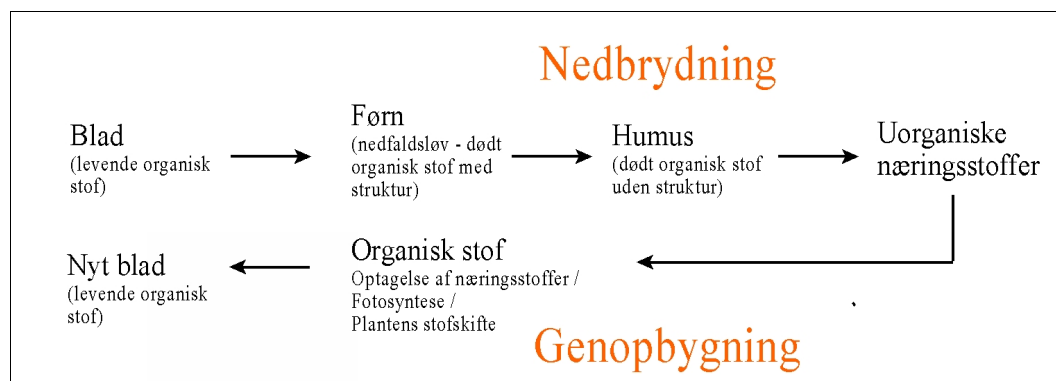 Nedbrydning
Blad
(levende organisk
stof)
Førn
(nedfaldsløv - dødt
organisk stof med
struktur)
Humus
(dødt organisk stof
uden struktur)
Uorganiske
næringsstoffer
Nyt blad
(levende organisk
stof)
Organisk stof
Optagelse af næringsstoffer /
Fotosyntese /
Plantens stofskifte
Genopbygning